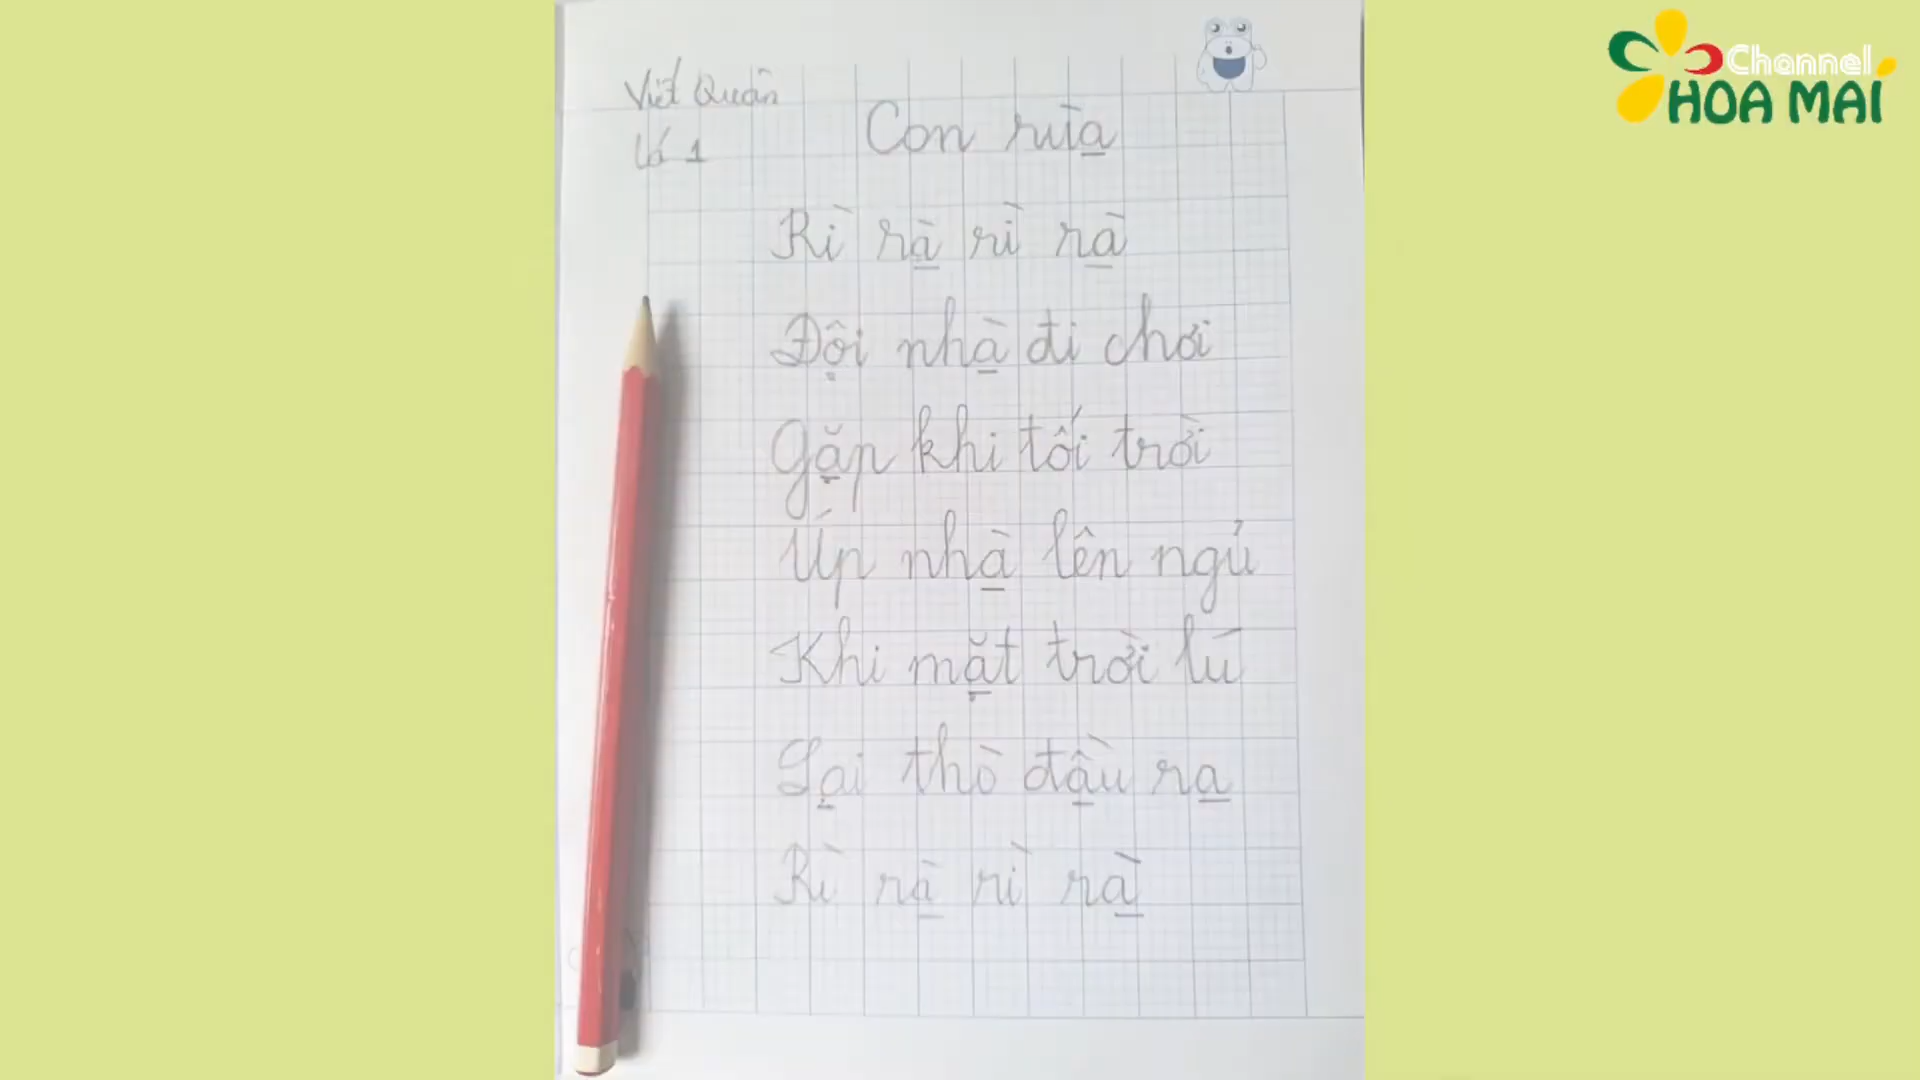 Channel
HOA MAI
Việt Quân
Lá 1
Con rùa
Rì rà rì rà
Đội nhà đi chơi
Gặp khi tối trời
Úp nhà lên ngủ
Khi mặt trời lú
Lại thò đầu ra
Rì rà rì rà